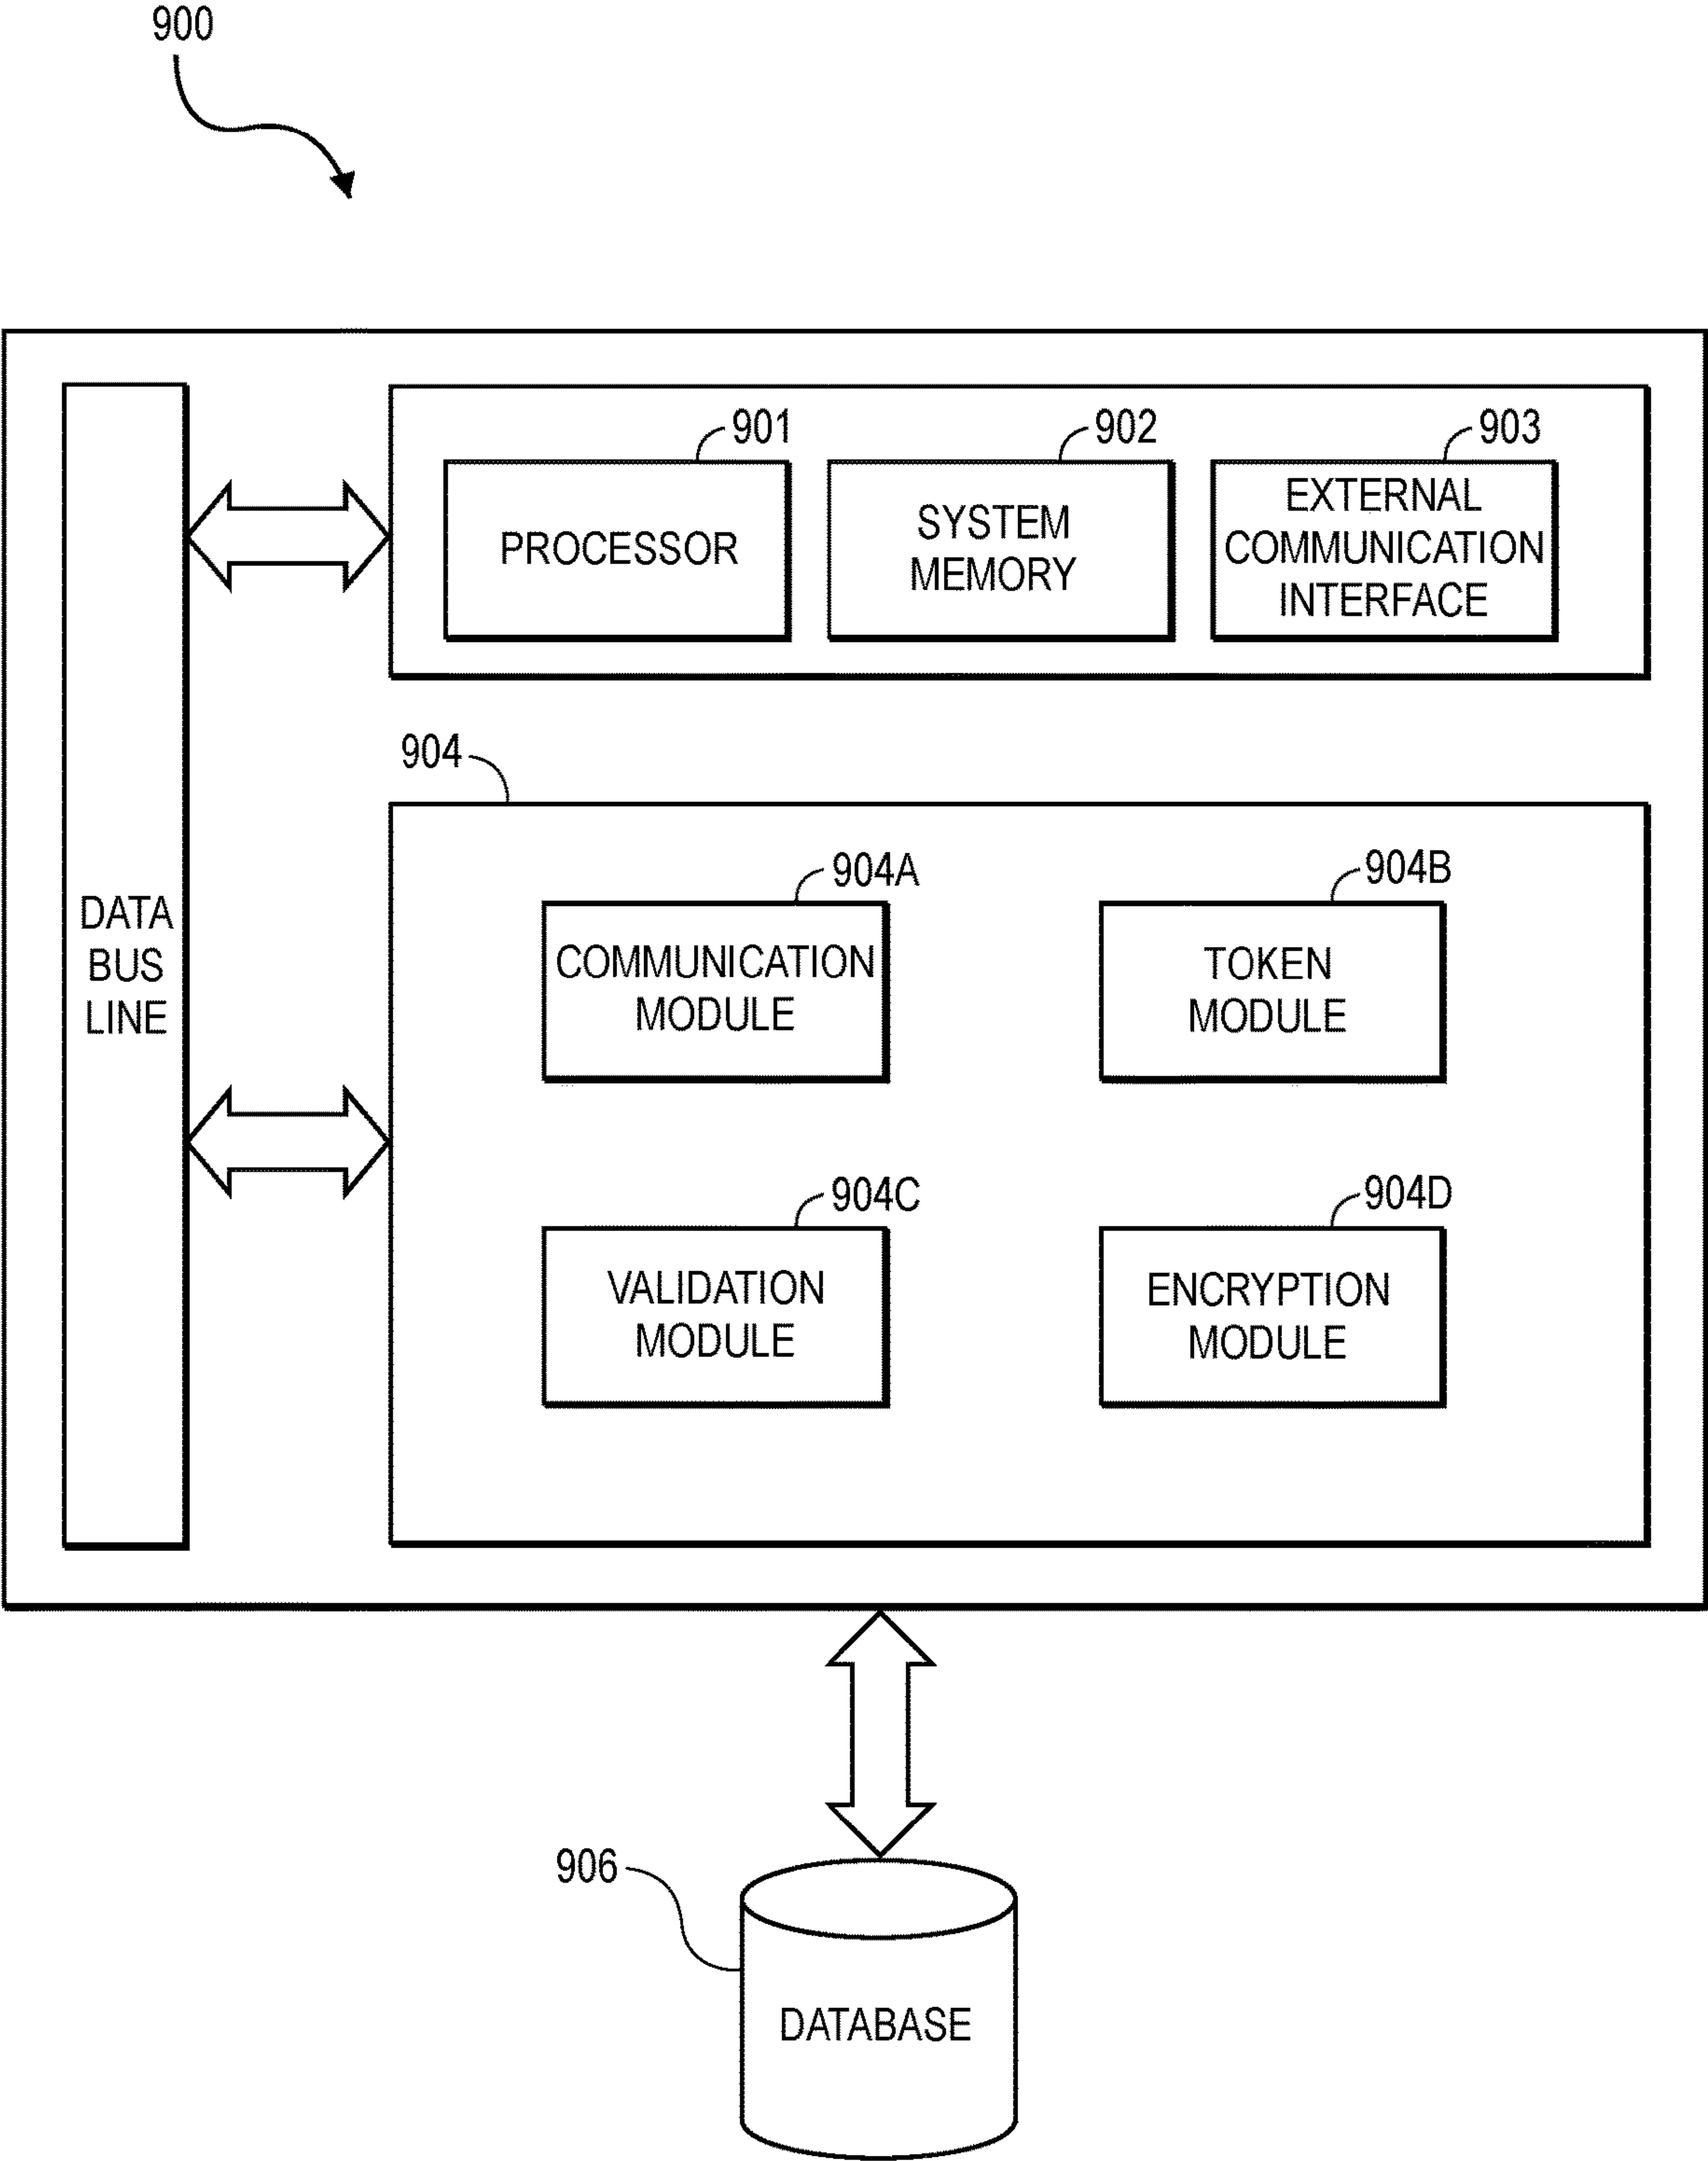 900
901
902
903
PROCESSOR
SYSTEM
MEMORY
EXTERNAL
COMMUNICATION
INTERFACE
904
DATA
BUS
LINE
904A
904B
COMMUNICATION
MODULE
TOKEN
MODULE
904C
904D
VALIDATION
MODULE
ENCRYPTION
MODULE
906
DATABASE